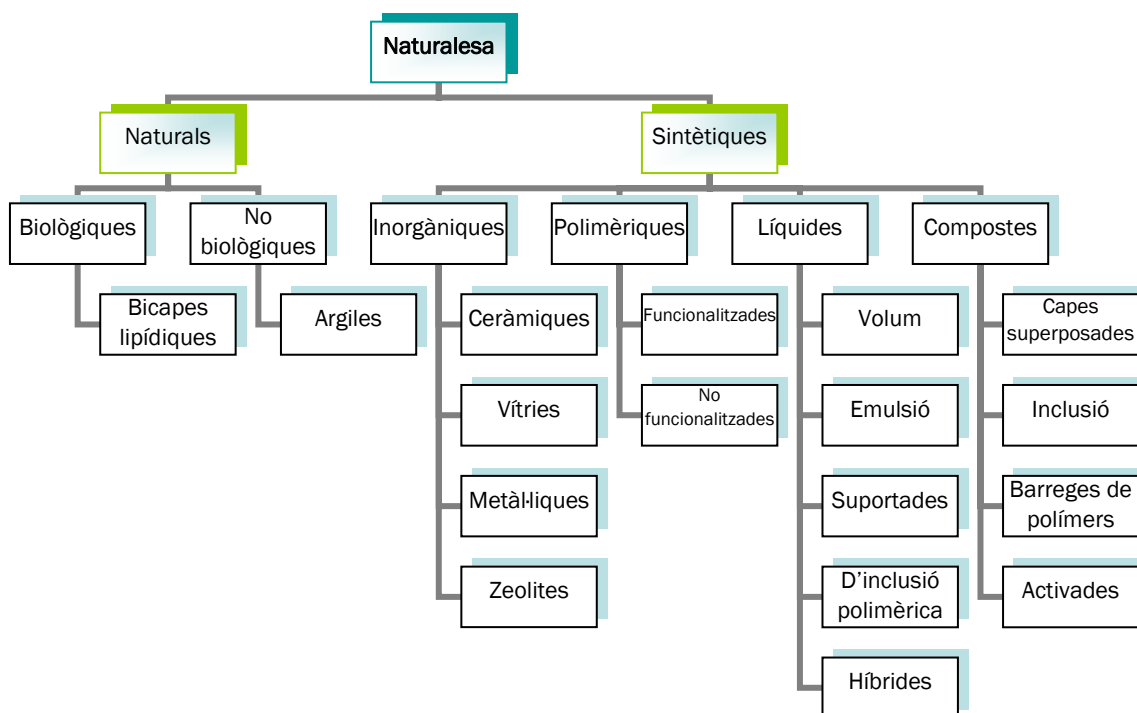 Naturalesa
Naturals
Sintètiques
Biològiques
No
biològiques
Inorgàniques
Polimèriques
Líquides
Compostes
Bicapes
lipídiques
Argiles
Ceràmiques
Funcionalitzades
Volum
Capes
superposades
Vítries
No
funcionalitzades
Emulsió
Inclusió
Metàl·liques
Suportades
Barreges de
polímers
Zeolites
D’inclusió
polimèrica
Activades
Híbrides